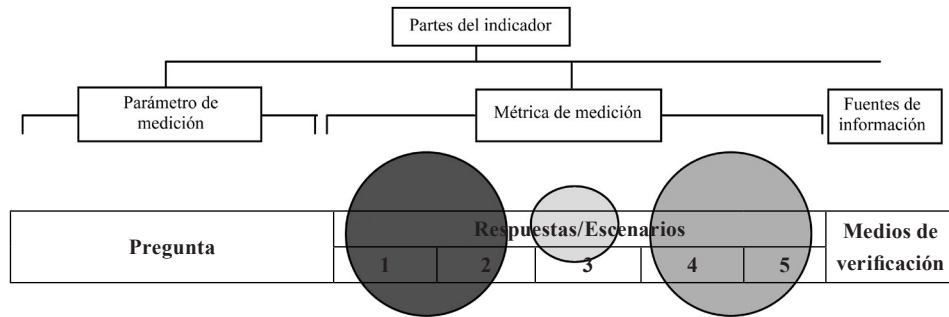 Partes del indicador
Parámetro de
medición
Métrica de medición
Fuentes de
información
Pregunta
Respuestas/Escenarios
1 2 3 4 5
Medios de
verificación